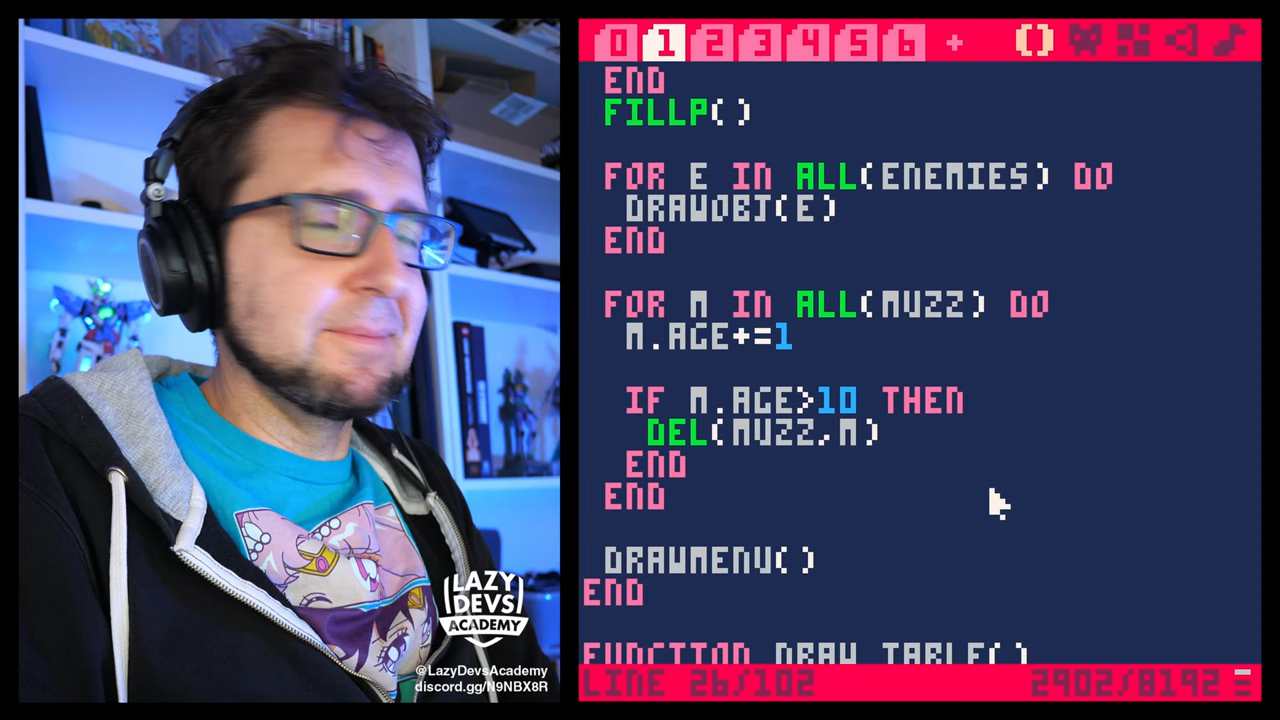 LAZY
DEVS
ACADEMY
@LazyDevsAcademy
discord.gg/N9NBX8R
0 1 2 3 4 5 6 +
END
FILLP()
FOR E IN ALL(ENEMIES) DO
DRAWOBJ(E)
END
FOR M IN ALL(MUZZ) DO
M.AGE+=1
IF M.AGE>10 THEN
DEL(MUZZ,M)
END
END
DRAWMENU()
END
FUNCTION DRAW_TABLE()
LINE 26/102
2902/8192